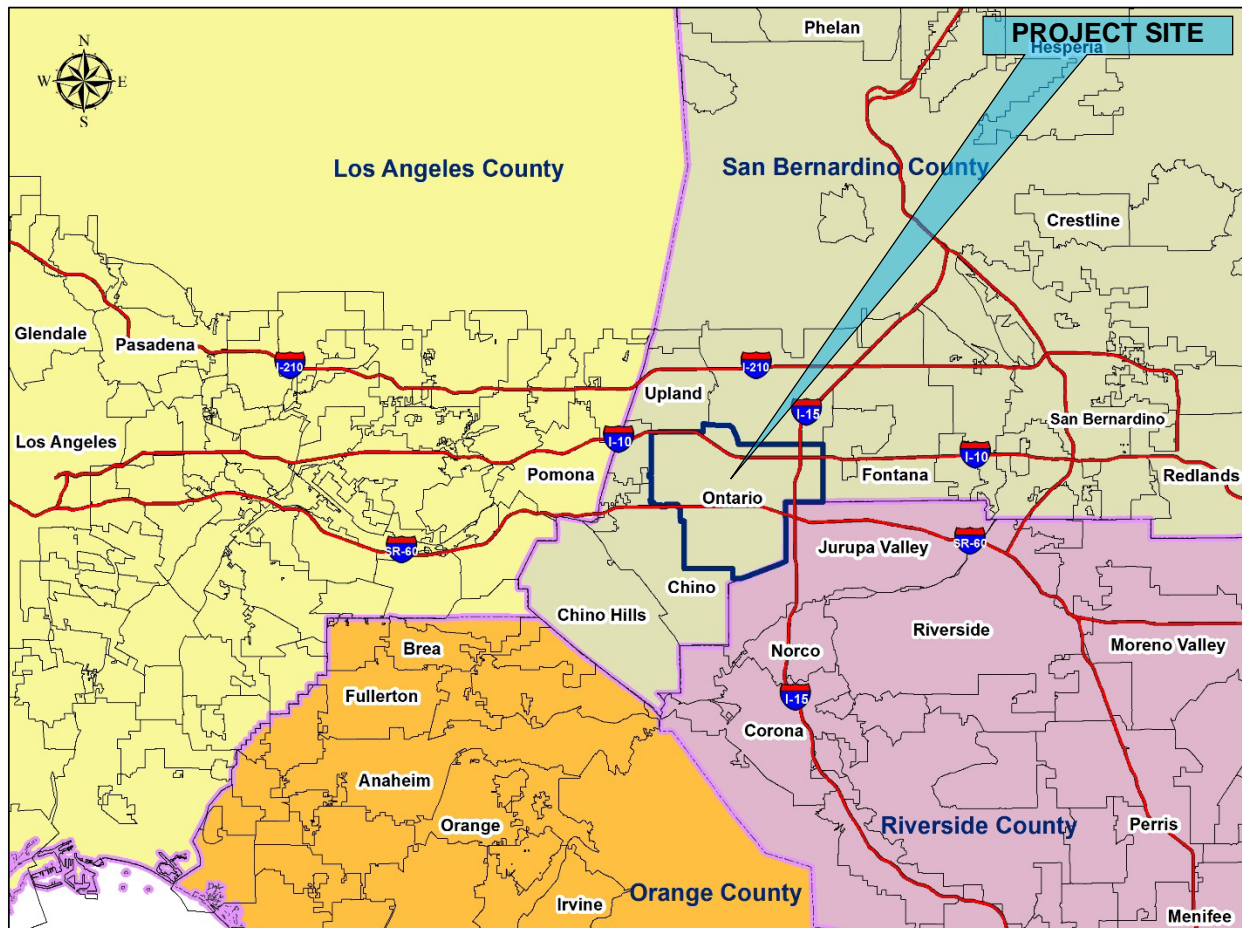 Phelan
PROJECT SITE
Hesperia
N
W
E
S
Los Angeles County
San Bernardino County
Crestline
Glendale
Pasadena
I-210
I-210
Upland
I-15
San Bernardino
Los Angeles
I-10
Pomona
Fontana
I-10
Redlands
Ontario
SR-60
Jurupa Valley
SR-60
Chino
Chino Hills
Riverside
Brea
Norco
Moreno Valley
Fullerton
I-15
Corona
Anaheim
Orange
Riverside County
Perris
Irvine
Orange County
Menifee